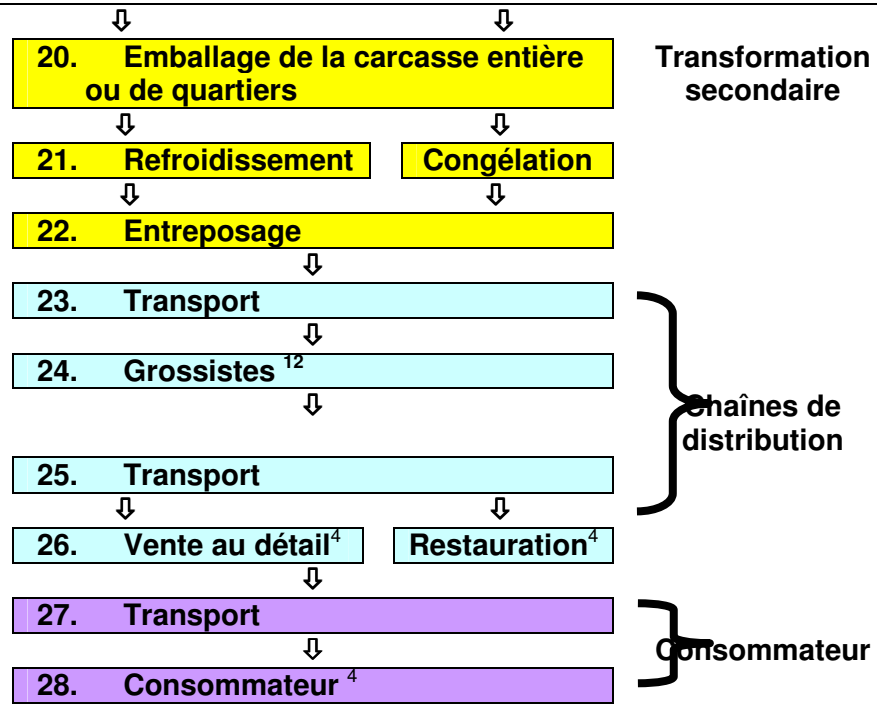 20. Emballage de la carcasse entière
ou de quartiers
Transformation
secondaire
21. Refroidissement
Congélation
22. Entreposage
23. Transport
24. Grossistes 12
Chaînes de
distribution
25. Transport
26. Vente au détail4
Restauration4
27. Transport
Consommateur
28. Consommateur 4